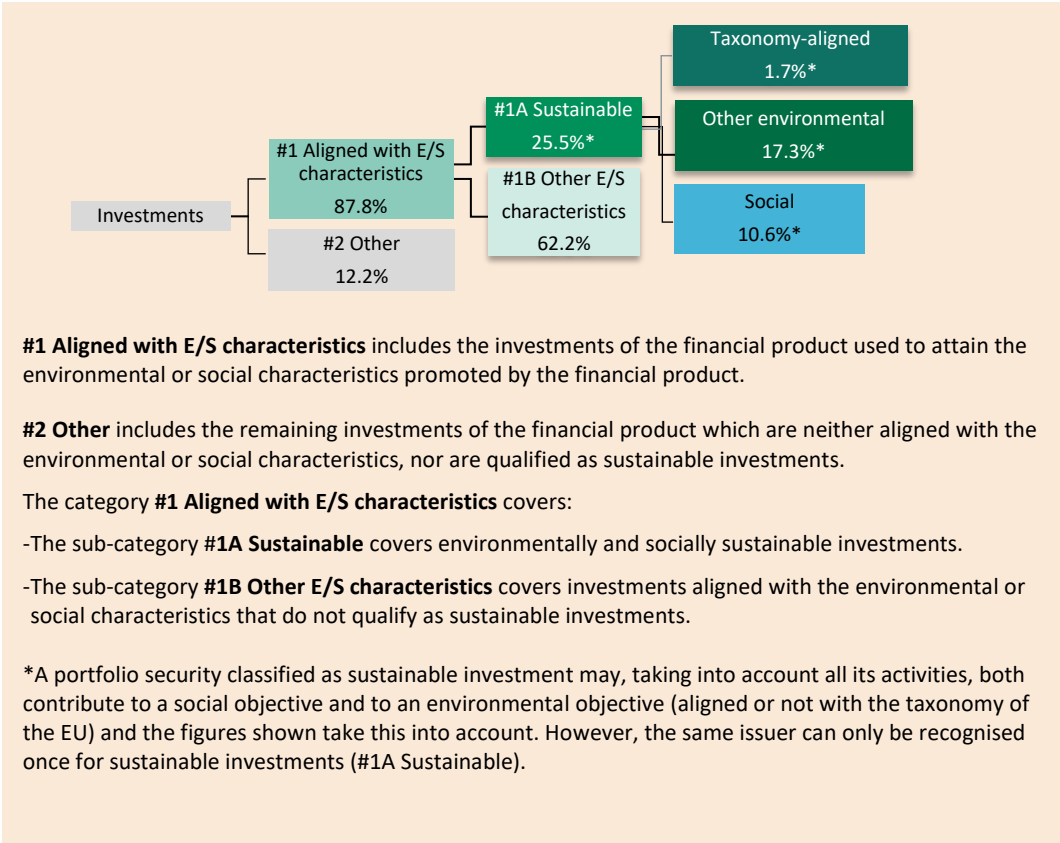 Taxonomy-aligned
1.7%*
#1A Sustainable
25.5%*
Other environmental
17.3%*
#1 Aligned with E/S
characteristics
87.8%
#1B Other E/S
characteristics
62.2%
Social
10.6%*
Investments
#2 Other
12.2%
#1 Aligned with E/S characteristics includes the investments of the financial product used to attain the
environmental or social characteristics promoted by the financial product.
#2 Other includes the remaining investments of the financial product which are neither aligned with the
environmental or social characteristics, nor are qualified as sustainable investments.
The category #1 Aligned with E/S characteristics covers:
-The sub-category #1A Sustainable covers environmentally and socially sustainable investments.
-The sub-category #1B Other E/S characteristics covers investments aligned with the environmental or
social characteristics that do not qualify as sustainable investments.
*A portfolio security classified as sustainable investment may, taking into account all its activities, both
contribute to a social objective and to an environmental objective (aligned or not with the taxonomy of
the EU) and the figures shown take this into account. However, the same issuer can only be recognised
once for sustainable investments (#1A Sustainable).